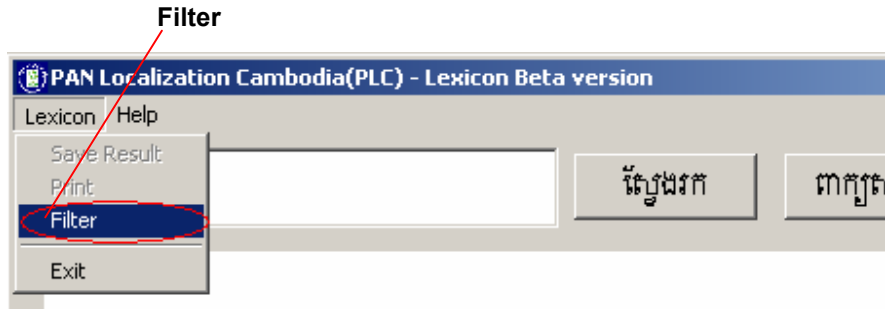 Filter
PAN Localization Cambodia(PLC) - Lexicon Beta version
Lexicon Help
Save Result
Print
Filter
Exit
ស្វែងរក